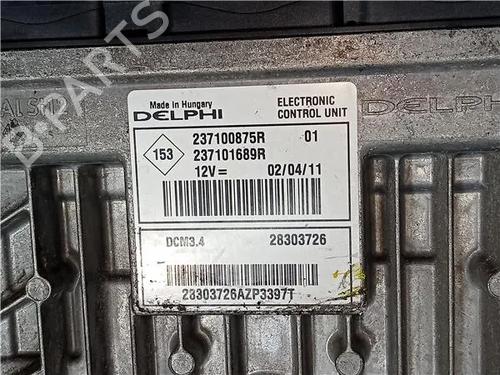 B-PARTS
Made in Hungary
DELPHI
ELECTRONIC
CONTROL UNIT
153
237100875R 01
237101689R
12V= 02/04/11
DCM3.4 28303726
28303726AZP3397T
DELPHI